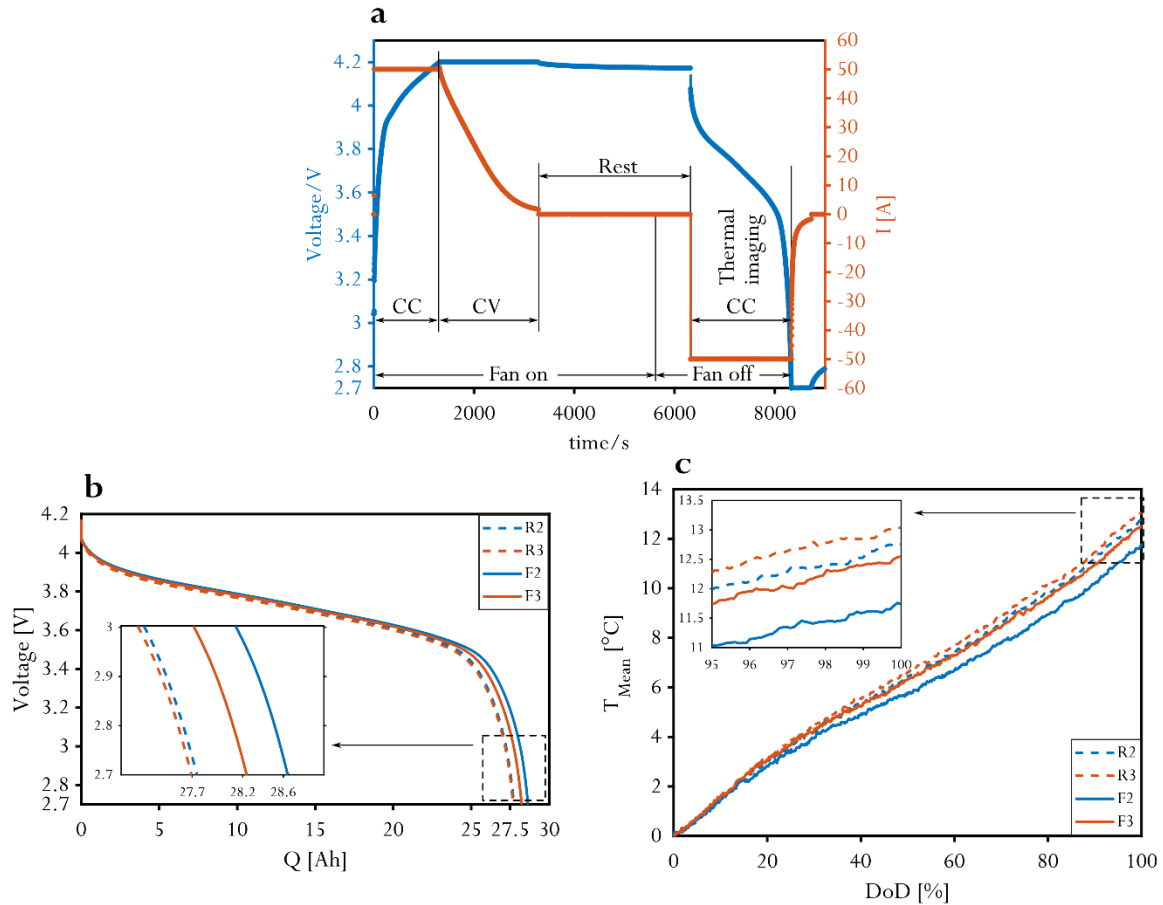 a
Voltage/V
4.2
4
3.8
3.6
3.4
3.2
3
2.8
2.7
I [A]
60
50
40
30
20
10
0
-10
-20
-30
-40
-50
-60
Rest
Thermal
imaging
CC
CV
CC
Fan on
Fan off
0
2000
4000
6000
8000
time/s
b
Voltage [V]
4.2
4
3.8
3.6
3.4
3.2
3
2.8
2.7
R2
R3
F2
F3
3
2.9
2.8
2.7
27.7
28.2
28.6
0
5
10
15
20
25
27.5
30
Q [Ah]
c
T_Mean [°C]
14
12
10
8
6
4
2
0
13.5
13
12.5
12
11.5
11
95
96
97
98
99
100
R2
R3
F2
F3
0
20
40
60
80
100
DoD [%]